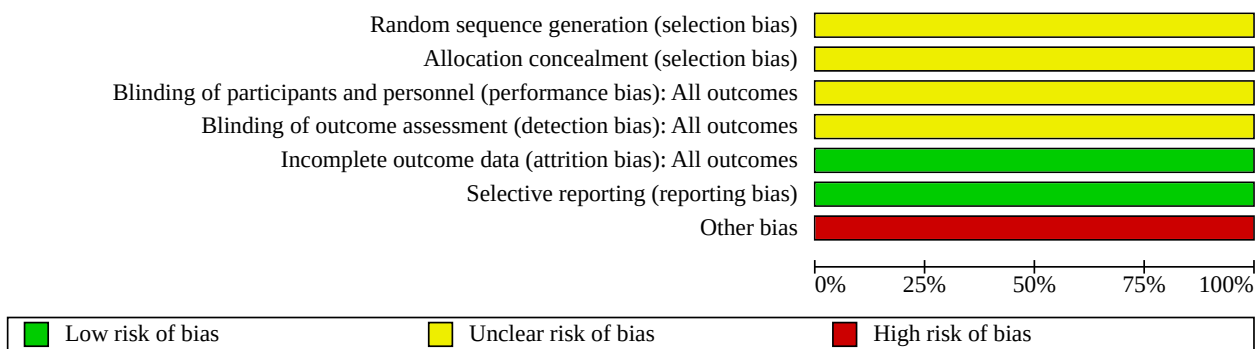 Random sequence generation (selection bias)
Allocation concealment (selection bias)
Blinding of participants and personnel (performance bias): All outcomes
Blinding of outcome assessment (detection bias): All outcomes
Incomplete outcome data (attrition bias): All outcomes
Selective reporting (reporting bias)
Other bias
0% 25% 50% 75% 100%
Low risk of bias Unclear risk of bias High risk of bias